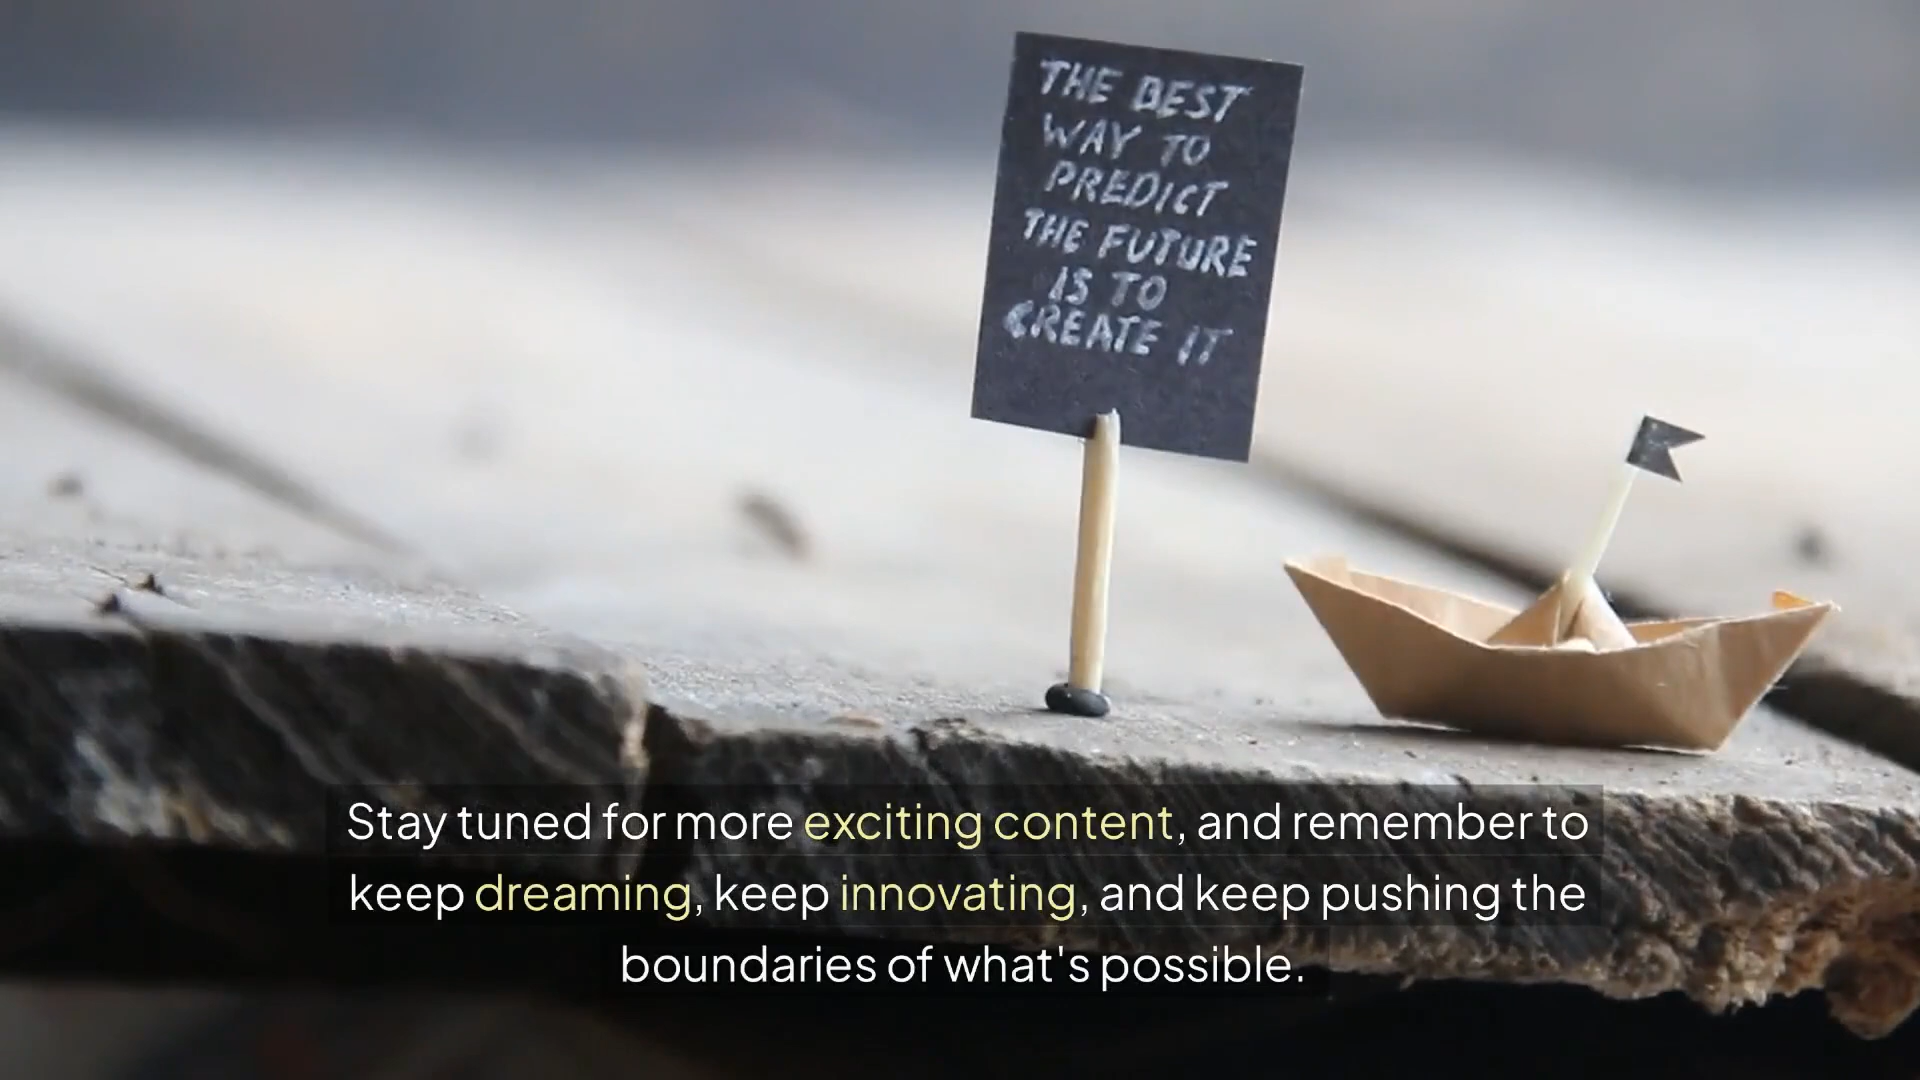 THE BEST
WAY TO
PREDICT
THE FUTURE
IS TO
CREATE IT
Stay tuned for more exciting content, and remember to
keep dreaming, keep innovating, and keep pushing the
boundaries of what's possible.